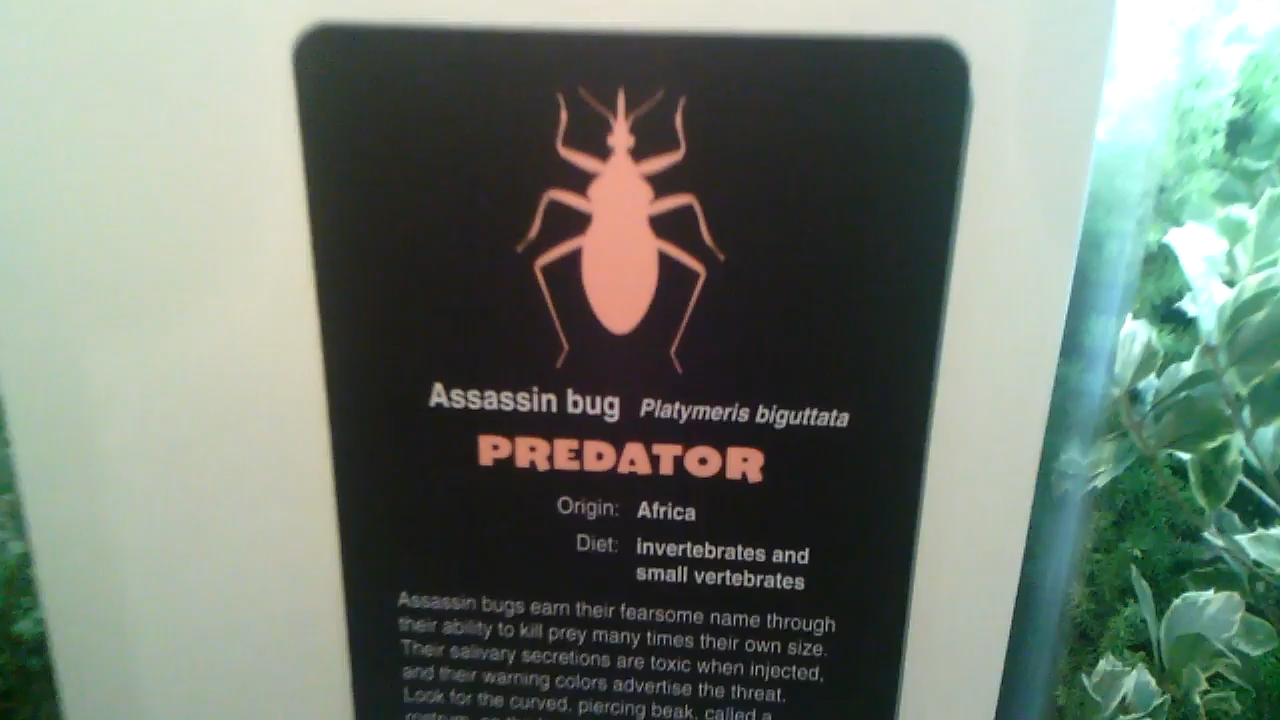 Assassin bug Platymeris biguttata
PREDATOR
Origin: Africa
Diet: invertebrates and
small vertebrates
Assassin bugs earn their fearsome name through
their ability to kill prey many times their own size.
Their salivary secretions are toxic when injected,
and their warning colors advertise the threat.
Look for the curved, piercing beak, called a